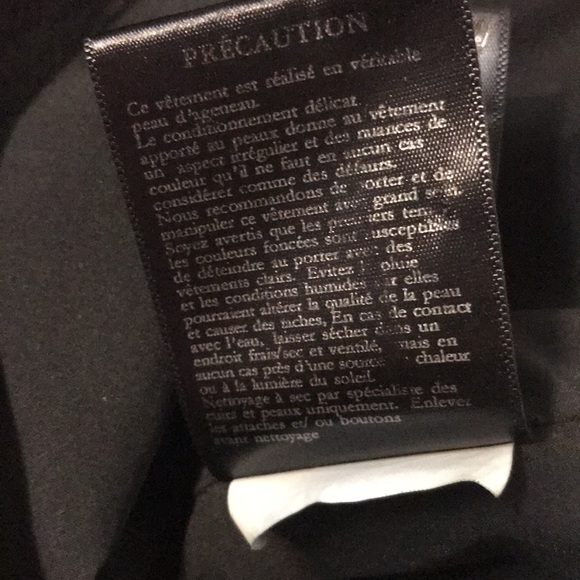 PRÉCAUTION
Ce vêtement est réalisé en véritable
peau d'ageneau.
Le conditionnement délicat
apporté au peaux donne au vêtement
un aspect irrégulier et des nuances de
couleur qu'il ne faut en aucun cas
considérer comme des défauts.
Nous recommandons de porter et de
manipuler ce vêtement avec grand soin.
Soyez avertis que les premiers temps
les couleurs foncées sont susceptibles
de déteindre au porter avec des
vêtements clairs. Evitez pluie
et les conditions humides car elles
pourraient altérer la qualité de la peau
et causer des taches, En cas de contact
avec l'eau, laisser sécher dans un
endroit frais/sec et ventilé, mais en
aucun cas près d'une source chaleur
ou à la lumière du soleil.
Nettoyage à sec par spécialiste des
cuirs et peaux uniquement. Enlever
les attaches et/ou boutons
avant nettoyage